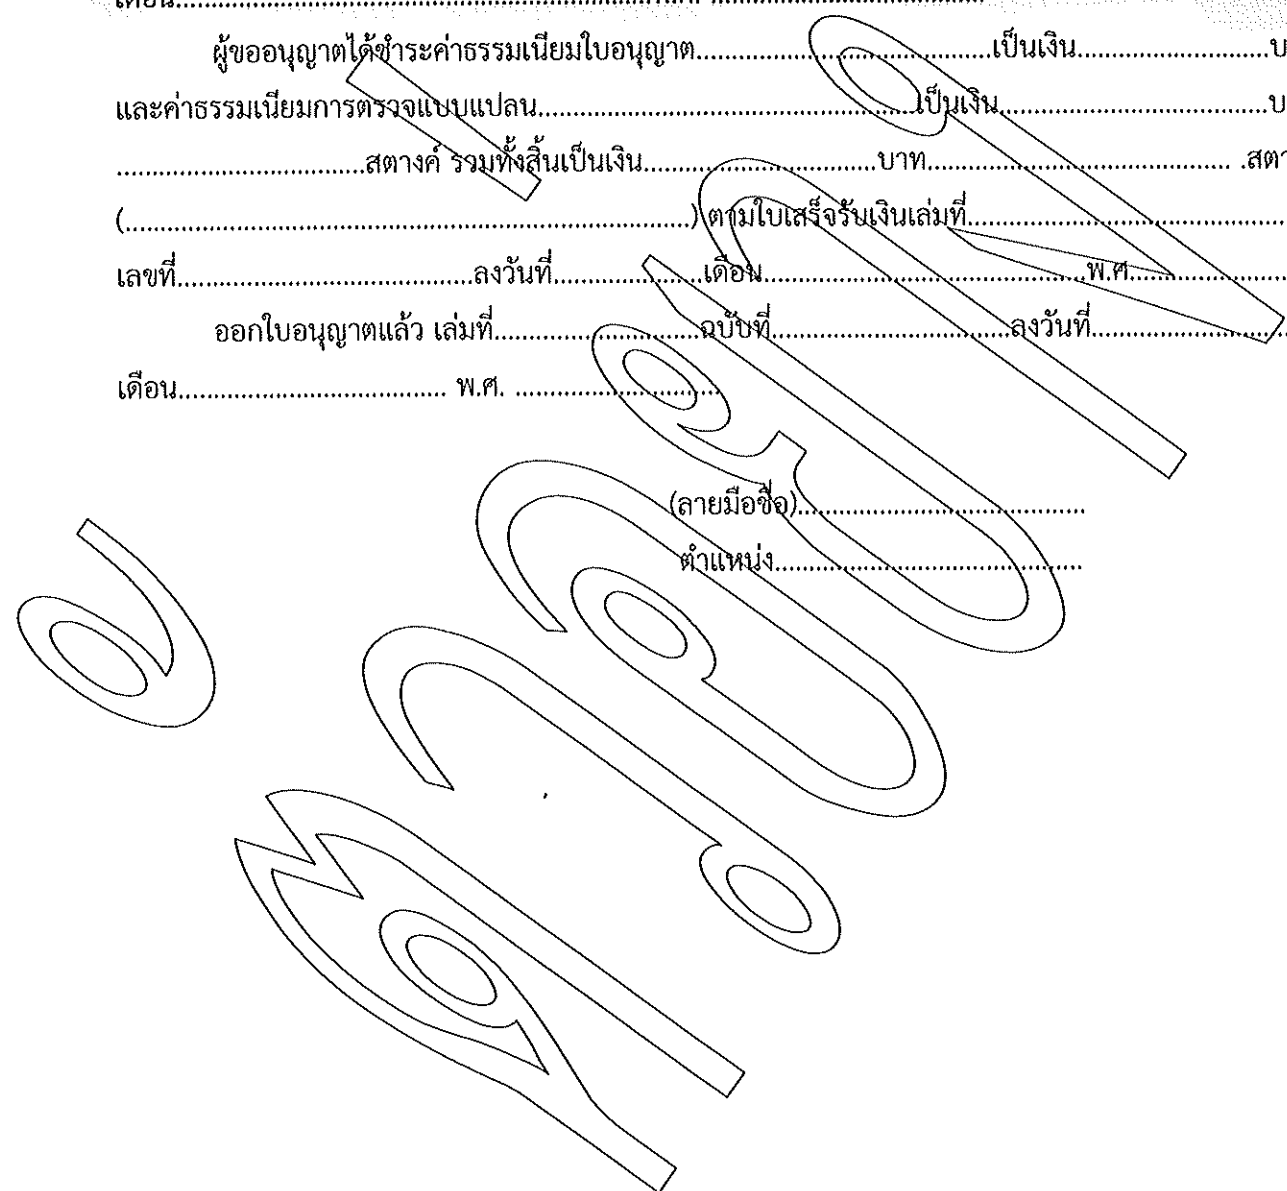 เดือน.......................................................................พ.ศ. .......................................
ผู้ขออนุญาตได้ชำระค่าธรรมเนียมใบอนุญาต...........................................เป็นเงิน...........................บ
และค่าธรรมเนียมการตรวจแบบแปลน.......................................................เป็นเงิน.......................................บ
....................................สตางค์ รวมทั้งสิ้นเป็นเงิน..................................บาท............................................ .สตา
(..................................................................................) ตามใบเสร็จรับเงินเล่มที่...............................................
เลขที่...........................................ลงวันที่......................เดือน...............................................พ.ศ.......................
ออกใบอนุญาตแล้ว เล่มที่..............................ฉบับที่...................................ลงวันที่.............................
เดือน....................................... พ.ศ. ..............................
(ลายมือชื่อ)..........................................
ตำแหน่ง.............................................